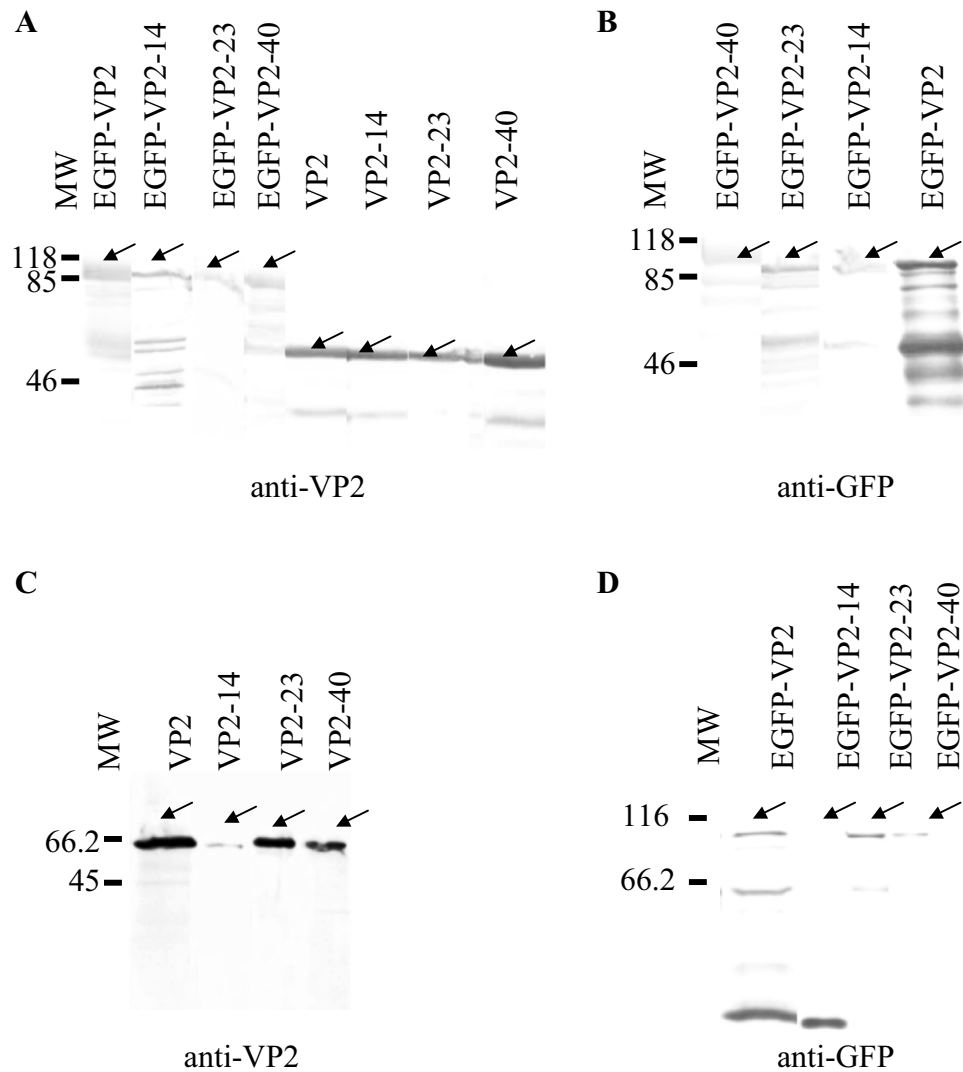 A
MW
EGFP-VP2
EGFP-VP2-14
EGFP-VP2-23
EGFP-VP2-40
VP2
VP2-14
VP2-23
VP2-40
118
85
46
anti-VP2
B
MW
EGFP-VP2-40
EGFP-VP2-23
EGFP-VP2-14
EGFP-VP2
118
85
46
anti-GFP
C
MW
VP2
VP2-14
VP2-23
VP2-40
66.2
45
anti-VP2
D
MW
EGFP-VP2
EGFP-VP2-14
EGFP-VP2-23
EGFP-VP2-40
116
66.2
anti-GFP